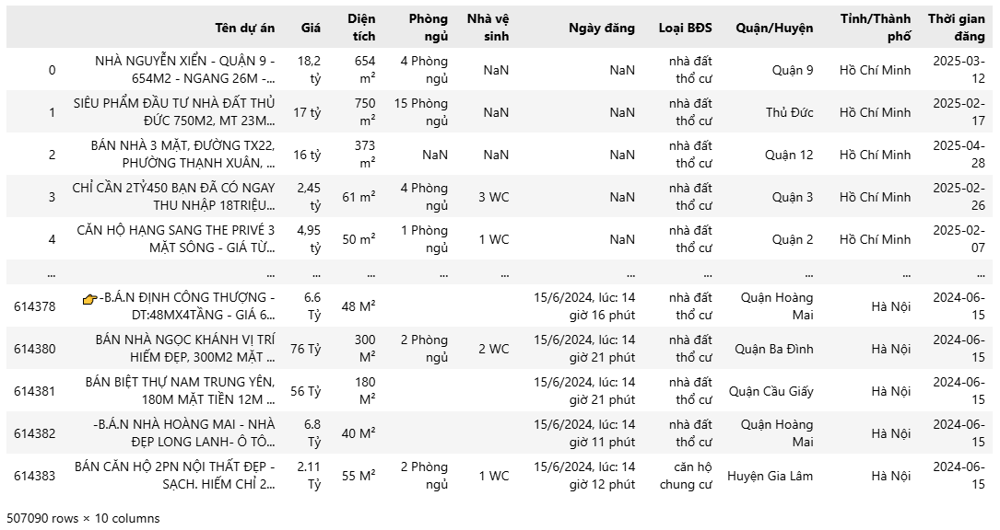 Tên dự án Giá Diện tích Phòng ngủ Nhà vệ sinh Ngày đăng Loại BĐS Quận/Huyện Tỉnh/Thành phố Thời gian đăng
0 NHÀ NGUYỄN XIỂN - QUẬN 9 - 654M2 - NGANG 26M -... 18,2 tỷ 654 m² 4 Phòng ngủ NaN NaN nhà đất thổ cư Quận 9 Hồ Chí Minh 2025-03-12
1 SIÊU PHẨM ĐẦU TƯ NHÀ ĐẤT THỦ ĐỨC 750M2, MT 23M... 17 tỷ 750 m² 15 Phòng ngủ NaN NaN nhà đất thổ cư Thủ Đức Hồ Chí Minh 2025-02-17
2 BÁN NHÀ 3 MẶT, ĐƯỜNG TX22, PHƯỜNG THẠNH XUÂN, ... 16 tỷ 373 m² NaN NaN NaN nhà đất thổ cư Quận 12 Hồ Chí Minh 2025-04-28
3 CHỈ CẦN 2TỶ450 BẠN ĐÃ CÓ NGAY THU NHẬP 18TRIỆU... 2,45 tỷ 61 m² 4 Phòng ngủ 3 WC NaN nhà đất thổ cư Quận 3 Hồ Chí Minh 2025-02-26
4 CĂN HỘ HẠNG SANG THE PRIVÉ 3 MẶT SÔNG - GIÁ TỪ... 4,95 tỷ 50 m² 1 Phòng ngủ 1 WC NaN nhà đất thổ cư Quận 2 Hồ Chí Minh 2025-02-07
... ... ... ... ... ... ... ... ... ... ...
614378 👉-B.Á.N ĐỊNH CÔNG THƯỢNG - DT:48MX4TẦNG - GIÁ 6... 6.6 Tỷ 48 M² 15/6/2024, lúc: 14 giờ 16 phút nhà đất thổ cư Quận Hoàng Mai Hà Nội 2024-06-15
614380 BÁN NHÀ NGỌC KHÁNH VỊ TRÍ HIẾM ĐẸP, 300M2 MẶT ... 76 Tỷ 300 M² 2 Phòng ngủ 2 WC 15/6/2024, lúc: 14 giờ 21 phút nhà đất thổ cư Quận Ba Đình Hà Nội 2024-06-15
614381 BÁN BIỆT THỰ NAM TRUNG YÊN, 180M MẶT TIỀN 12M ... 56 Tỷ 180 M² 15/6/2024, lúc: 14 giờ 21 phút nhà đất thổ cư Quận Cầu Giấy Hà Nội 2024-06-15
614382 -B.Á.N NHÀ HOÀNG MAI - NHÀ ĐẸP LONG LANH- Ô TÔ... 6.8 Tỷ 40 M² 15/6/2024, lúc: 14 giờ 11 phút nhà đất thổ cư Quận Hoàng Mai Hà Nội 2024-06-15
614383 BÁN CĂN HỘ 2PN NỘI THẤT ĐẸP - SẠCH. HIẾM CHỈ 2... 2.11 Tỷ 55 M² 2 Phòng ngủ 1 WC 15/6/2024, lúc: 14 giờ 12 phút căn hộ chung cư Huyện Gia Lâm Hà Nội 2024-06-15
507090 rows × 10 columns